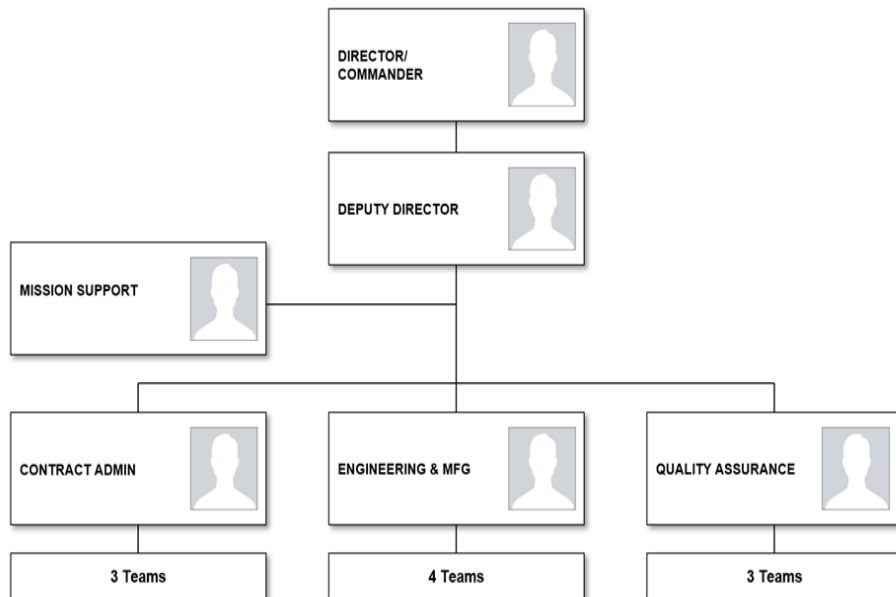 DIRECTOR/
COMMANDER
DEPUTY DIRECTOR
MISSION SUPPORT
CONTRACT ADMIN
ENGINEERING & MFG
QUALITY ASSURANCE
3 Teams
4 Teams
3 Teams